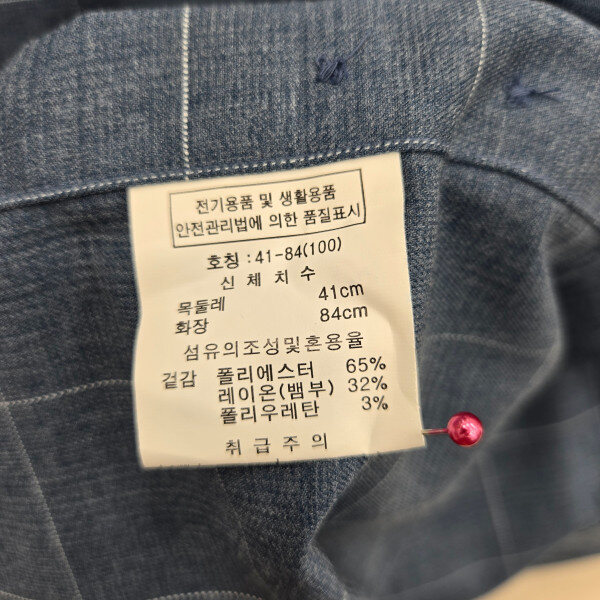 전기용품 및 생활용품
안전관리법에 의한 품질표시
호칭 : 41-84(100)
신 체 치 수
목둘레 41cm
화장 84cm
섬유의조성및혼용율
겉감 폴리에스터 65%
레이온(뱀부) 32%
폴리우레탄 3%
취 급 주 의